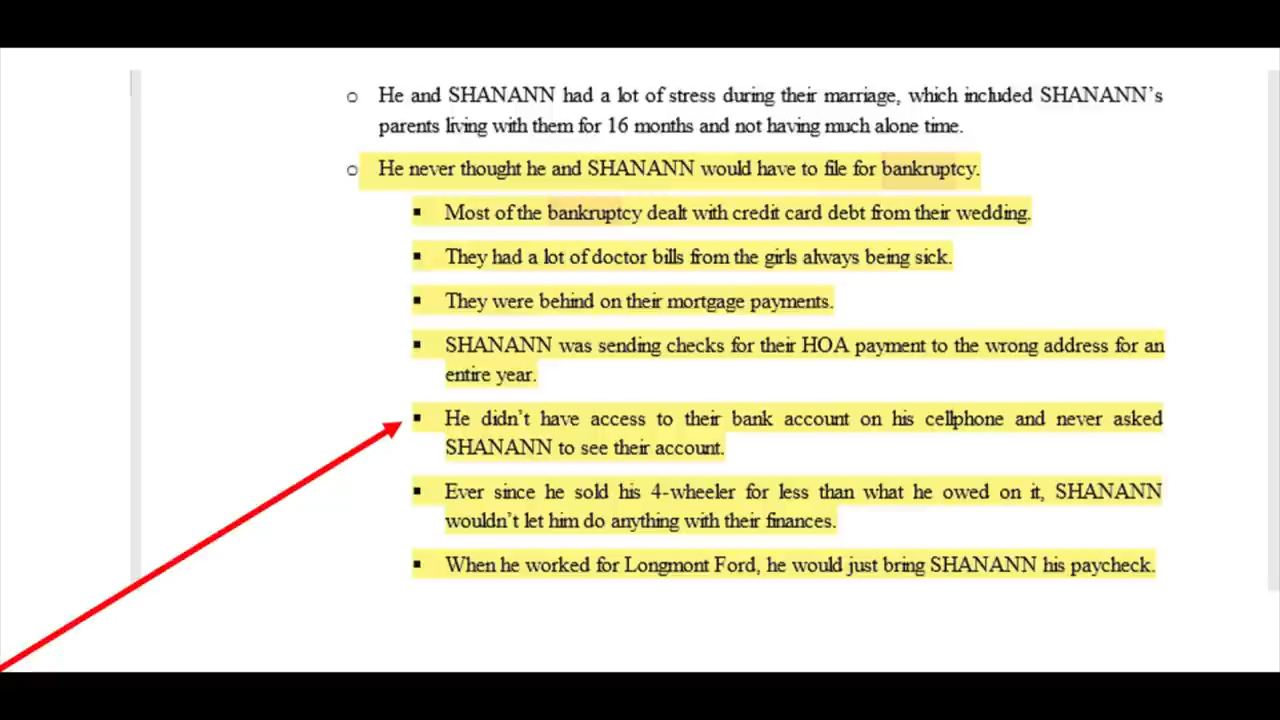 o He and SHANANN had a lot of stress during their marriage, which included SHANANN's
parents living with them for 16 months and not having much alone time.
o He never thought he and SHANANN would have to file for bankruptcy.
▪ Most of the bankruptcy dealt with credit card debt from their wedding.
▪ They had a lot of doctor bills from the girls always being sick.
▪ They were behind on their mortgage payments.
▪ SHANANN was sending checks for their HOA payment to the wrong address for an
entire year.
▪ He didn't have access to their bank account on his cellphone and never asked
SHANANN to see their account.
▪ Ever since he sold his 4-wheeler for less than what he owed on it, SHANANN
wouldn't let him do anything with their finances.
▪ When he worked for Longmont Ford, he would just bring SHANANN his paycheck.